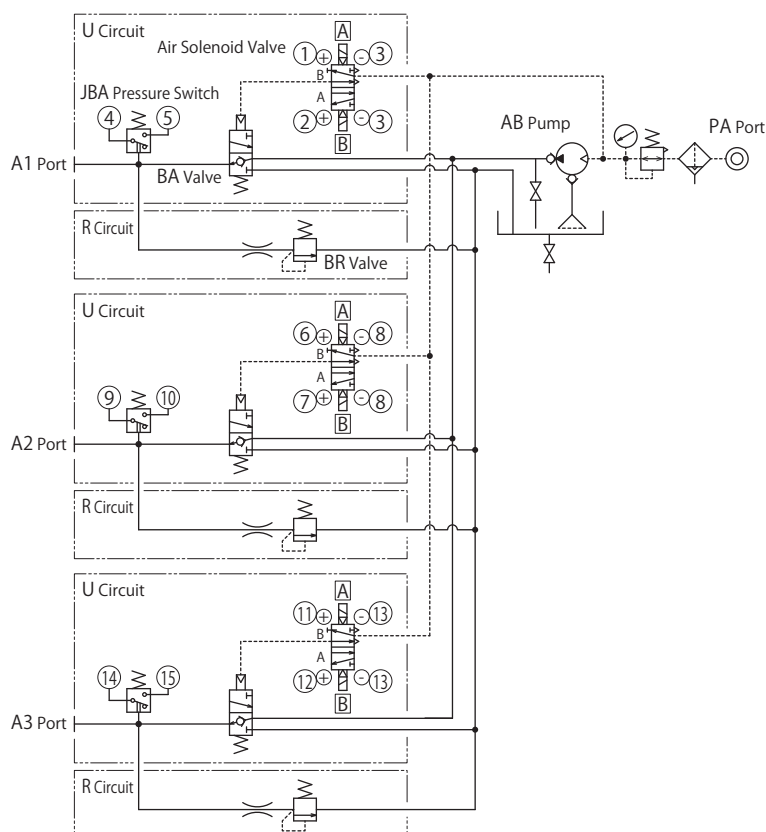 U Circuit
Air Solenoid Valve
A
① + - ③
B
A
② + - ③
B
JBA Pressure Switch
④ ⑤
A1 Port
BA Valve
AB Pump
PA Port
R Circuit
BR Valve
U Circuit
A
⑥ + - ⑧
B
A
⑦ + - ⑧
B
⑨ ⑩
A2 Port
R Circuit
U Circuit
A
⑪ + - ⑬
B
A
⑫ + - ⑬
B
⑭ ⑮
A3 Port
R Circuit